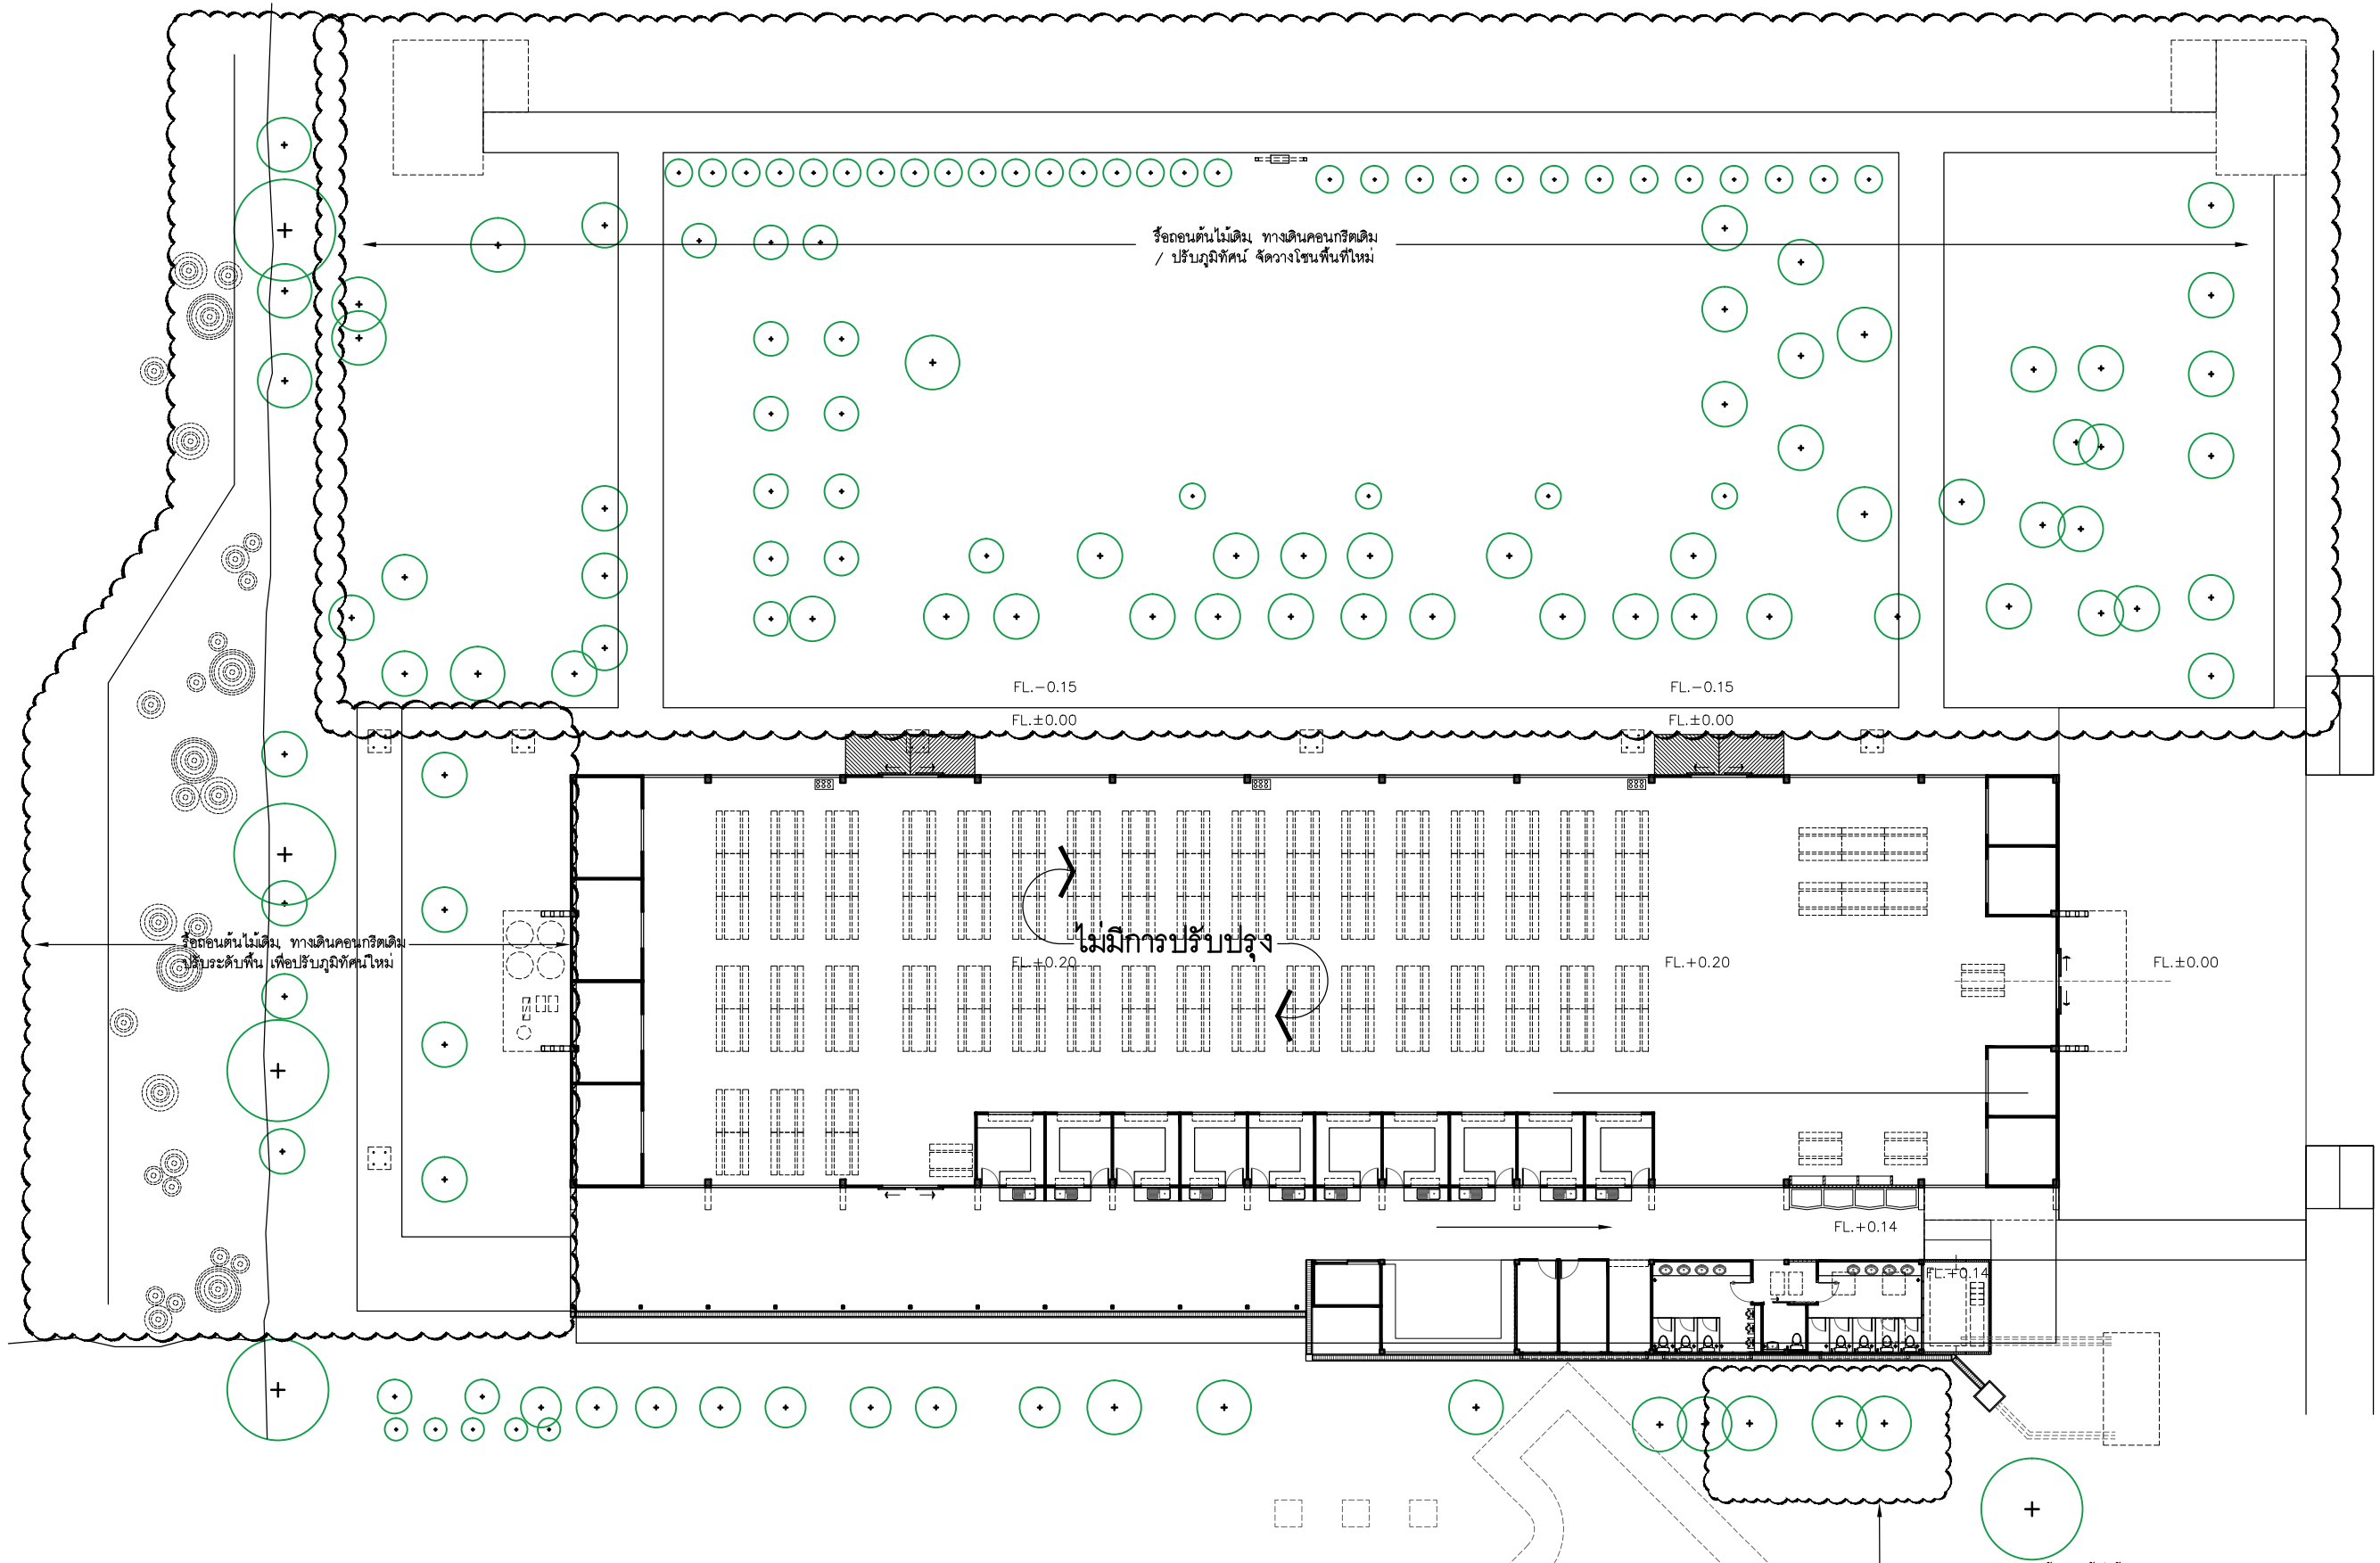 รื้อถอนต้นไม้เดิม, ทางเดินคอนกรีตเดิม
/ ปรับภูมิทัศน์ จัดวางโซนพื้นที่ใหม่
FL.-0.15
FL.-0.15
FL.±0.00
FL.±0.00
ไม่มีการปรับปรุง
รื้อถอนต้นไม้เดิม, ทางเดินคอนกรีตเดิม
ปรับระดับพื้น เพื่อปรับภูมิทัศน์ใหม่
FL.+0.20
FL.+0.20
FL.±0.00
FL.+0.14
FL.+0.14